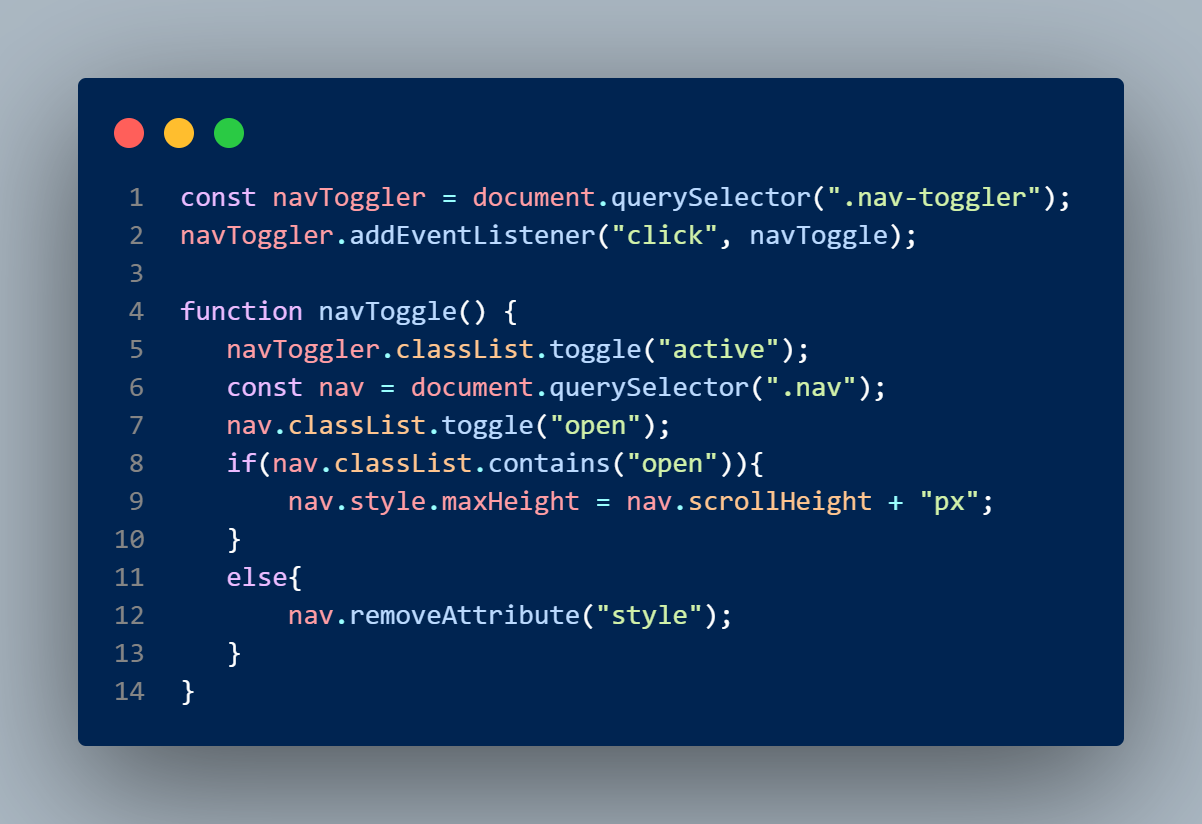 1 const navToggler = document.querySelector(".nav-toggler");
2 navToggler.addEventListener("click", navToggle);
3
4 function navToggle() {
5    navToggler.classList.toggle("active");
6    const nav = document.querySelector(".nav");
7    nav.classList.toggle("open");
8    if(nav.classList.contains("open")){
9        nav.style.maxHeight = nav.scrollHeight + "px";
10    }
11    else{
12        nav.removeAttribute("style");
13    }
14 }